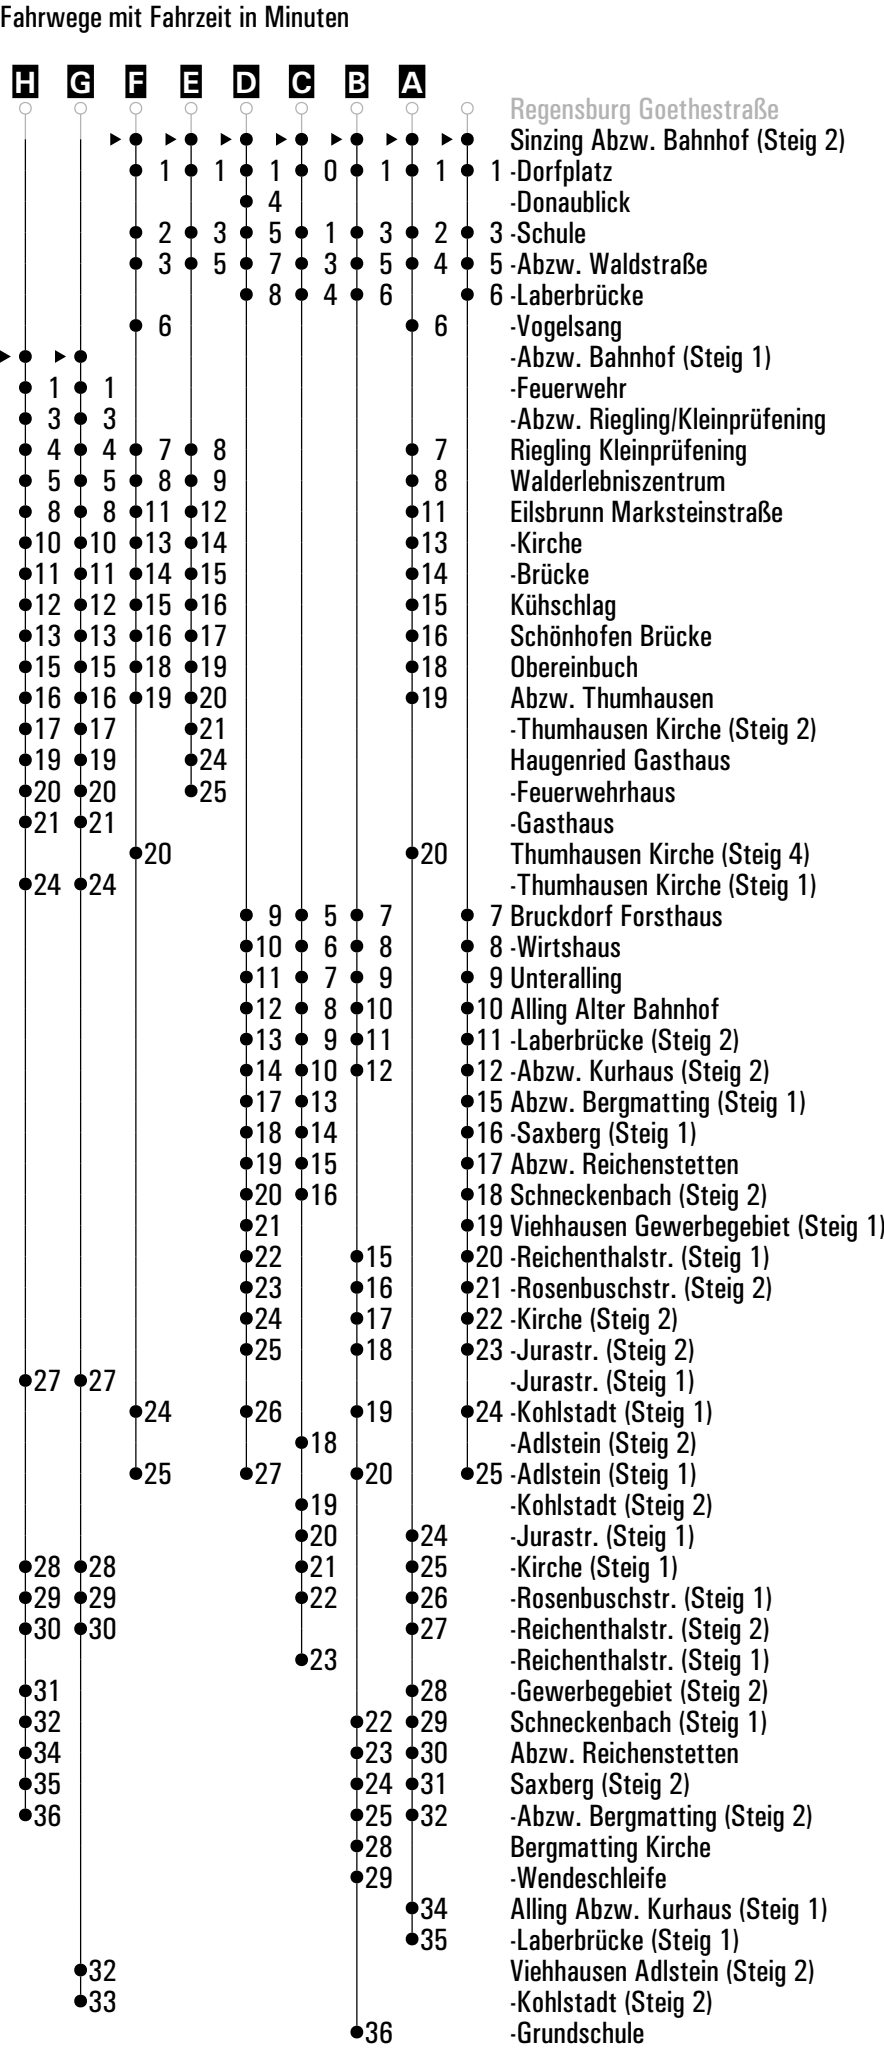 Fahrwege mit Fahrzeit in Minuten
H G F E D C B A
Regensburg Goethestraße
Sinzing Abzw. Bahnhof (Steig 2)
1 1 1 0 1 1 1 -Dorfplatz
4 -Donaublick
2 3 5 1 3 2 3 -Schule
3 5 7 3 5 4 5 -Abzw. Waldstraße
8 4 6 6 -Laberbrücke
6 6 -Vogelsang
-Abzw. Bahnhof (Steig 1)
1 1 -Feuerwehr
3 3 -Abzw. Riegling/Kleinprüfening
4 4 7 8 7 Riegling Kleinprüfening
5 5 8 9 8 Walderlebniszentrum
8 8 11 12 11 Eilsbrunn Marksteinstraße
10 10 13 14 13 -Kirche
11 11 14 15 14 -Brücke
12 12 15 16 15 Kühschlag
13 13 16 17 16 Schönhofen Brücke
15 15 18 19 18 Obereinbuch
16 16 19 20 19 Abzw. Thumhausen
17 17 21 -Thumhausen Kirche (Steig 2)
19 19 24 Haugenried Gasthaus
20 20 25 -Feuerwehrhaus
21 21 -Gasthaus
20 20 Thumhausen Kirche (Steig 4)
24 24 -Thumhausen Kirche (Steig 1)
9 5 7 7 Bruckdorf Forsthaus
10 6 8 8 -Wirtshaus
11 7 9 9 Unteralling
12 8 10 10 Alling Alter Bahnhof
13 9 11 11 -Laberbrücke (Steig 2)
14 10 12 12 -Abzw. Kurhaus (Steig 2)
17 13 15 Abzw. Bergmatting (Steig 1)
18 14 16 -Saxberg (Steig 1)
19 15 17 Abzw. Reichenstetten
20 16 18 Schneckenbach (Steig 2)
21 19 Viehhausen Gewerbegebiet (Steig 1)
22 15 20 -Reichenthalstr. (Steig 1)
23 16 21 -Rosenbuschstr. (Steig 2)
24 17 22 -Kirche (Steig 2)
25 18 23 -Jurastr. (Steig 2)
27 27 -Jurastr. (Steig 1)
24 26 19 24 -Kohlstadt (Steig 1)
18 -Adlstein (Steig 2)
25 27 20 25 -Adlstein (Steig 1)
19 -Kohlstadt (Steig 2)
20 24 -Jurastr. (Steig 1)
28 28 21 25 -Kirche (Steig 1)
29 29 22 26 -Rosenbuschstr. (Steig 1)
30 30 27 -Reichenthalstr. (Steig 2)
23 -Reichenthalstr. (Steig 1)
31 28 -Gewerbegebiet (Steig 2)
32 22 29 Schneckenbach (Steig 1)
34 23 30 Abzw. Reichenstetten
35 24 31 Saxberg (Steig 2)
36 25 32 -Abzw. Bergmatting (Steig 2)
28 Bergmatting Kirche
29 -Wendeschleife
34 Alling Abzw. Kurhaus (Steig 1)
35 -Laberbrücke (Steig 1)
32 Viehhausen Adlstein (Steig 2)
33 -Kohlstadt (Steig 2)
36 -Grundschule